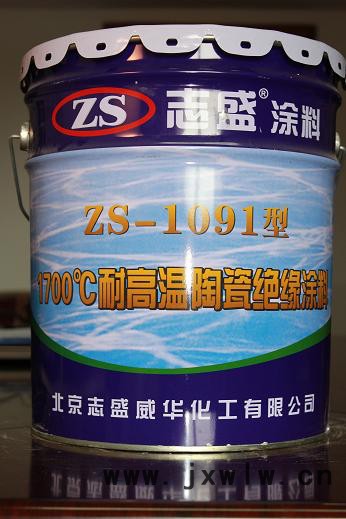 ZS 志盛® 涂料
ZS-1091型
1700℃耐高温陶瓷绝缘涂料
北京志盛威华化工有限公司
www.jxwlw.cn